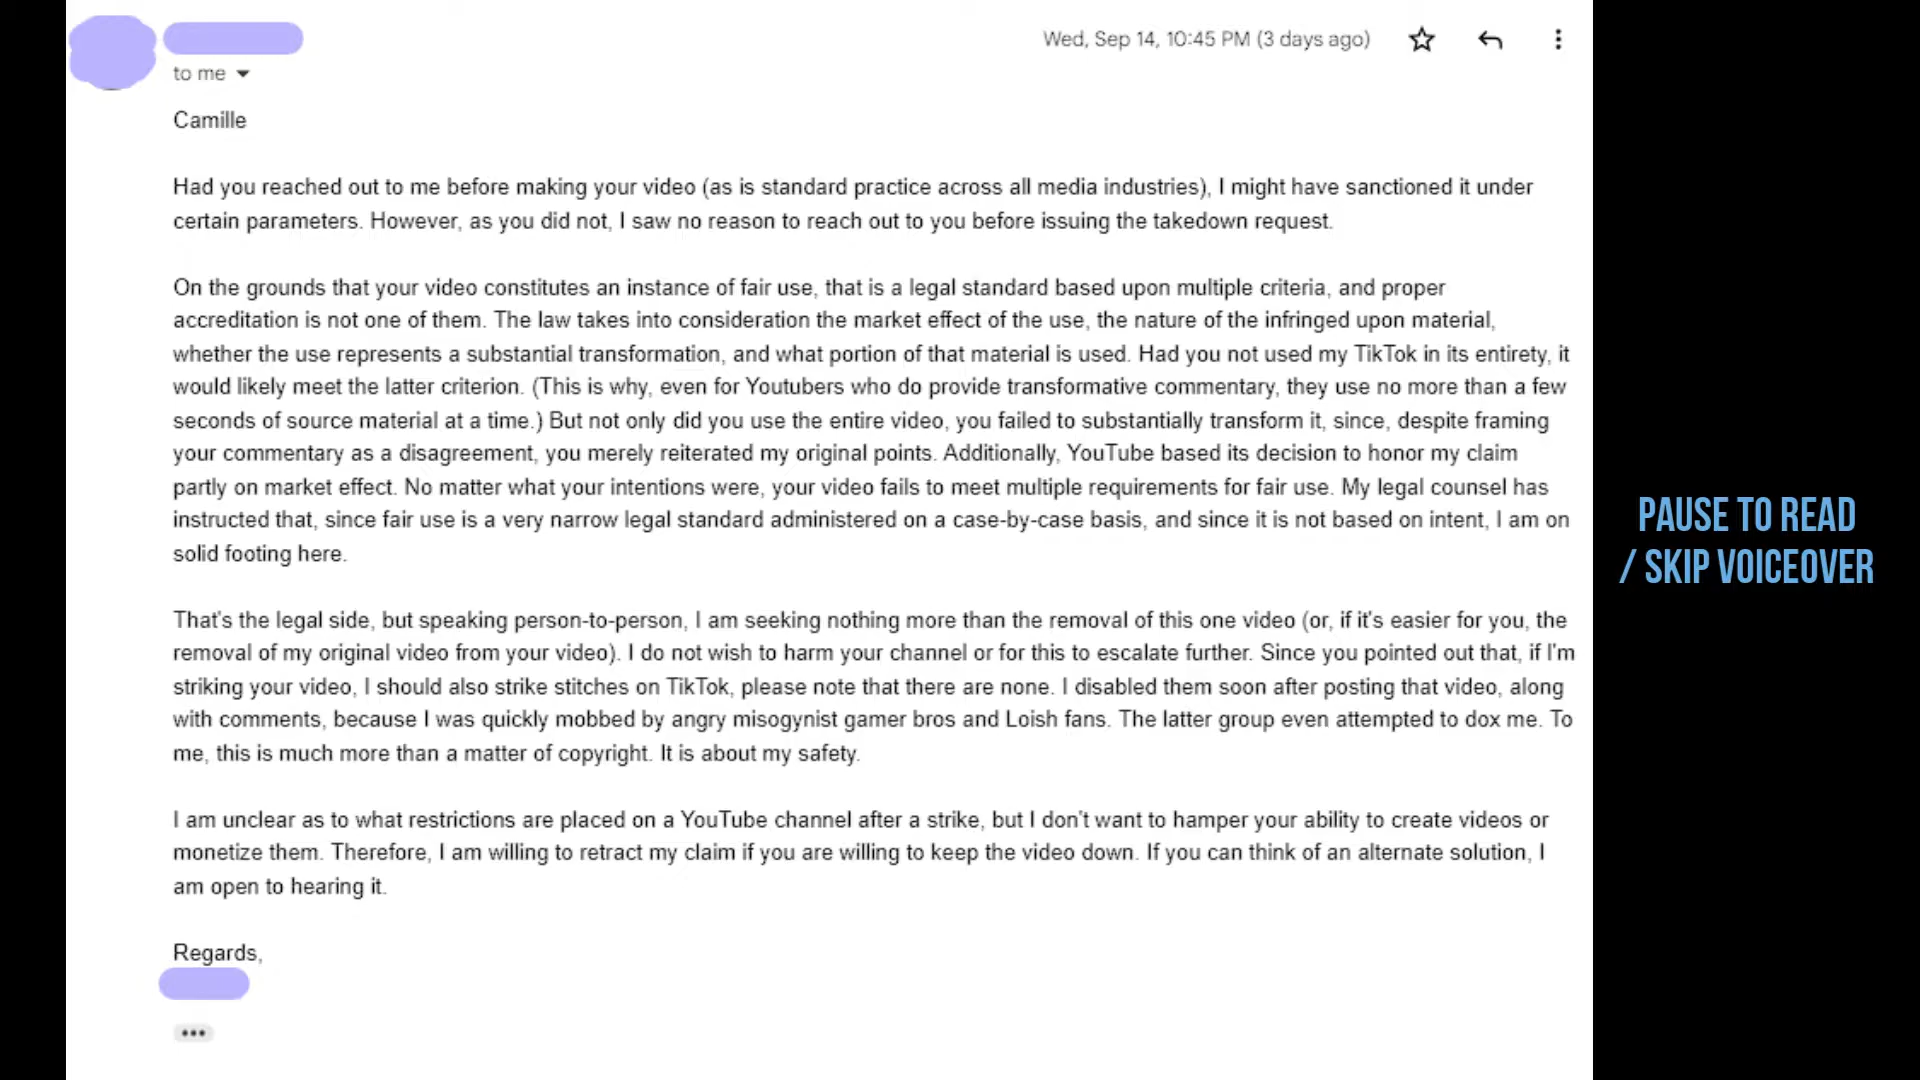 Wed, Sep 14, 10:45 PM (3 days ago)
to me
Camille
Had you reached out to me before making your video (as is standard practice across all media industries), I might have sanctioned it under
certain parameters. However, as you did not, I saw no reason to reach out to you before issuing the takedown request.
On the grounds that your video constitutes an instance of fair use, that is a legal standard based upon multiple criteria, and proper
accreditation is not one of them. The law takes into consideration the market effect of the use, the nature of the infringed upon material,
whether the use represents a substantial transformation, and what portion of that material is used. Had you not used my TikTok in its entirety, it
would likely meet the latter criterion. (This is why, even for Youtubers who do provide transformative commentary, they use no more than a few
seconds of source material at a time.) But not only did you use the entire video, you failed to substantially transform it, since, despite framing
your commentary as a disagreement, you merely reiterated my original points. Additionally, YouTube based its decision to honor my claim
partly on market effect. No matter what your intentions were, your video fails to meet multiple requirements for fair use. My legal counsel has
instructed that, since fair use is a very narrow legal standard administered on a case-by-case basis, and since it is not based on intent, I am on
solid footing here.
That's the legal side, but speaking person-to-person, I am seeking nothing more than the removal of this one video (or, if it's easier for you, the
removal of my original video from your video). I do not wish to harm your channel or for this to escalate further. Since you pointed out that, if I'm
striking your video, I should also strike stitches on TikTok, please note that there are none. I disabled them soon after posting that video, along
with comments, because I was quickly mobbed by angry misogynist gamer bros and Loish fans. The latter group even attempted to dox me. To
me, this is much more than a matter of copyright. It is about my safety.
I am unclear as to what restrictions are placed on a YouTube channel after a strike, but I don't want to hamper your ability to create videos or
monetize them. Therefore, I am willing to retract my claim if you are willing to keep the video down. If you can think of an alternate solution, I
am open to hearing it.
Regards,
PAUSE TO READ
/ SKIP VOICEOVER